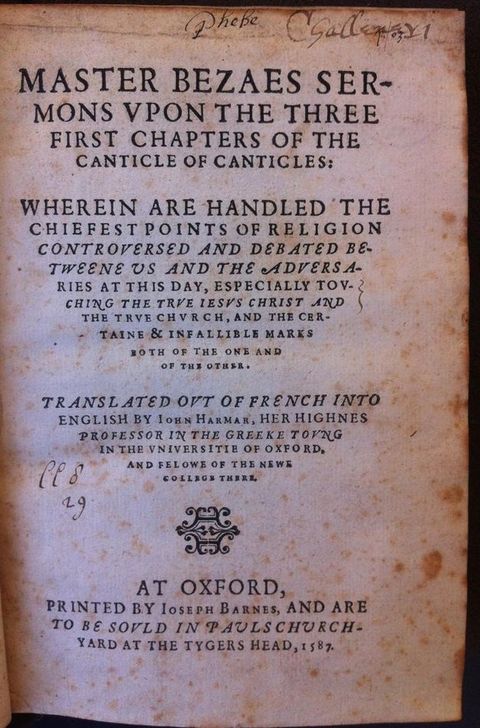 Phebe
MASTER BEZAES SER-
MONS VPON THE THREE
FIRST CHAPTERS OF THE
CANTICLE OF CANTICLES:
WHEREIN ARE HANDLED THE
CHIEFEST POINTS OF RELIGION
CONTROVERSED AND DEBATED BE-
TWEENE VS AND THE ADVERSA-
RIES AT THIS DAY, ESPECIALLY TOV-
CHING THE TRVE IESVS CHRIST AND
THE TRVE CHVRCH, AND THE CER-
TAINE & INFALLIBLE MARKS
BOTH OF THE ONE AND
OF THE OTHER.
TRANSLATED OVT OF FRENCH INTO
ENGLISH BY IOHN HARMAR, HER HIGHNES
PROFESSOR IN THE GREEKE TOVNG
IN THE VNIVERSITIE OF OXFORD,
AND FELOWE OF THE NEWE
COLLEGE THERE.
29
AT OXFORD,
PRINTED BY IOSEPH BARNES, AND ARE
TO BE SOVLD IN PAVLSCHVRCH-
YARD AT THE TYGERS HEAD, 1587.